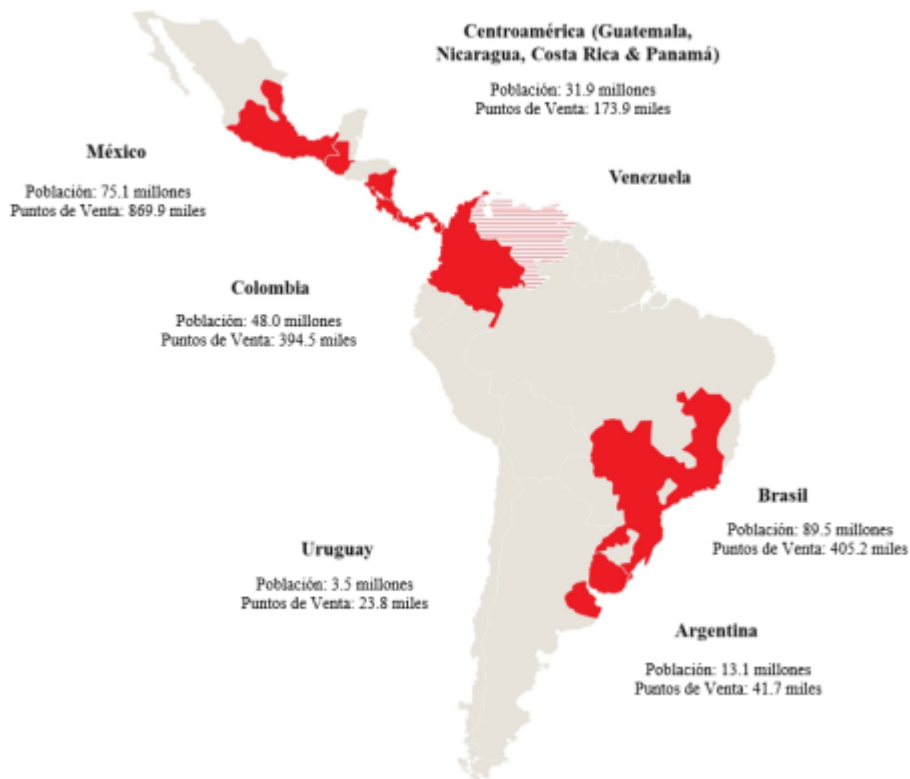 Centroamérica (Guatemala,
Nicaragua, Costa Rica & Panamá)
Población: 31.9 millones
Puntos de Venta: 173.9 miles
México
Población: 75.1 millones
Puntos de Venta: 869.9 miles
Venezuela
Colombia
Población: 48.0 millones
Puntos de Venta: 394.5 miles
Brasil
Población: 89.5 millones
Puntos de Venta: 405.2 miles
Uruguay
Población: 3.5 millones
Puntos de Venta: 23.8 miles
Argentina
Población: 13.1 millones
Puntos de Venta: 41.7 miles